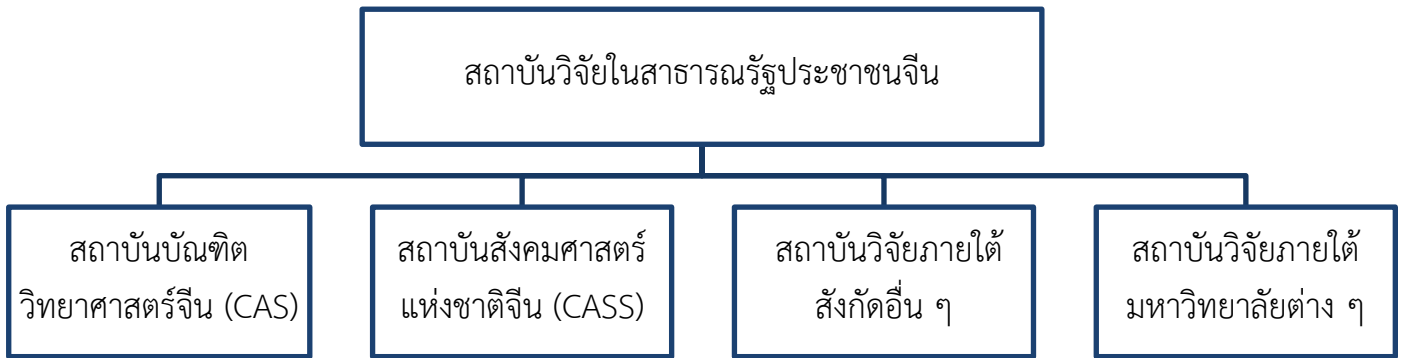 สถาบันวิจัยในสาธารณรัฐประชาชนจีน
สถาบันบัณฑิต
วิทยาศาสตร์จีน (CAS)
สถาบันสังคมศาสตร์
แห่งชาติจีน (CASS)
สถาบันวิจัยภายใต้
สังกัดอื่น ๆ
สถาบันวิจัยภายใต้
มหาวิทยาลัยต่าง ๆ